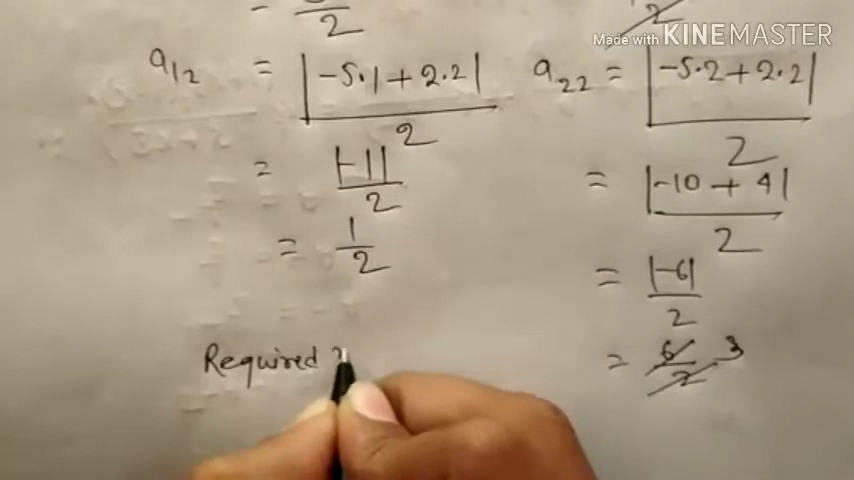 = 3/2
Made with KINEMASTER
a12 = |-5.1 + 2.2|/2
= |-1|/2
= 1/2
a22 = |-5.2 + 2.2|/2
= |-10 + 4|/2
= |-6|/2
= 6/2 3
Required